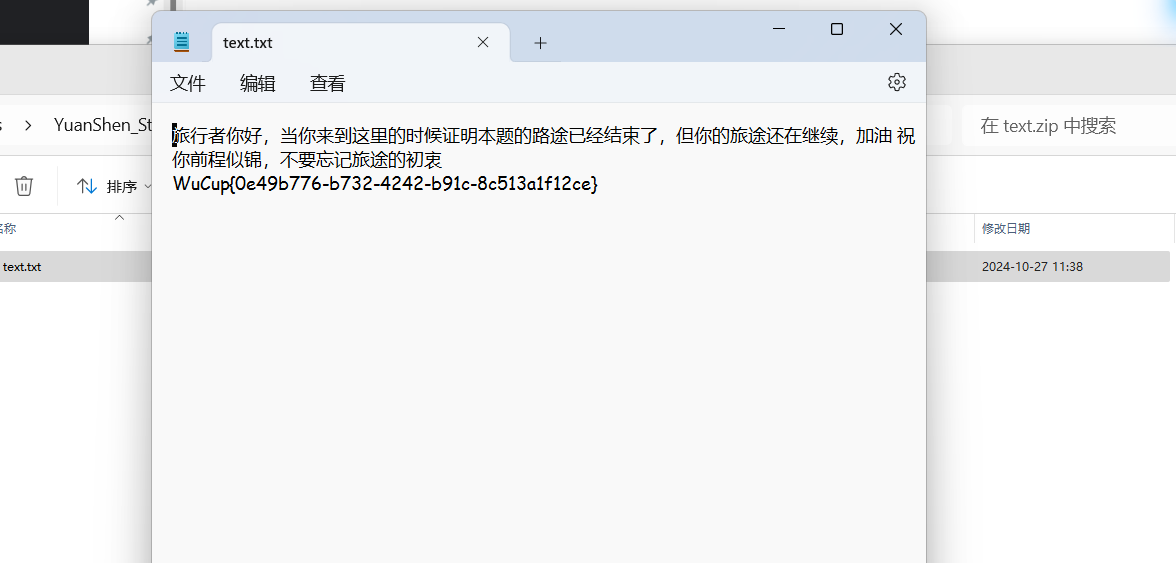 text.txt
文件 编辑 查看
YuanShen_St
在 text.zip 中搜索
旅行者你好，当你来到这里的时候证明本题的路途已经结束了，但你的旅途还在继续，加油 祝
你前程似锦，不要忘记旅途的初衷
WuCup{0e49b776-b732-4242-b91c-8c513a1f12ce}
排序
名称 修改日期
text.txt 2024-10-27 11:38